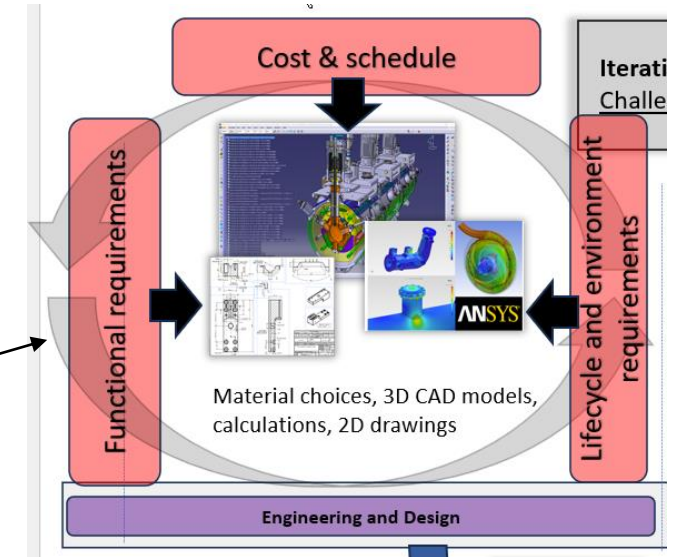 Cost & schedule
Iterati
Challe
Functional requirements
Lifecycle and environment
requirements
ANSYS
Material choices, 3D CAD models,
calculations, 2D drawings
Engineering and Design